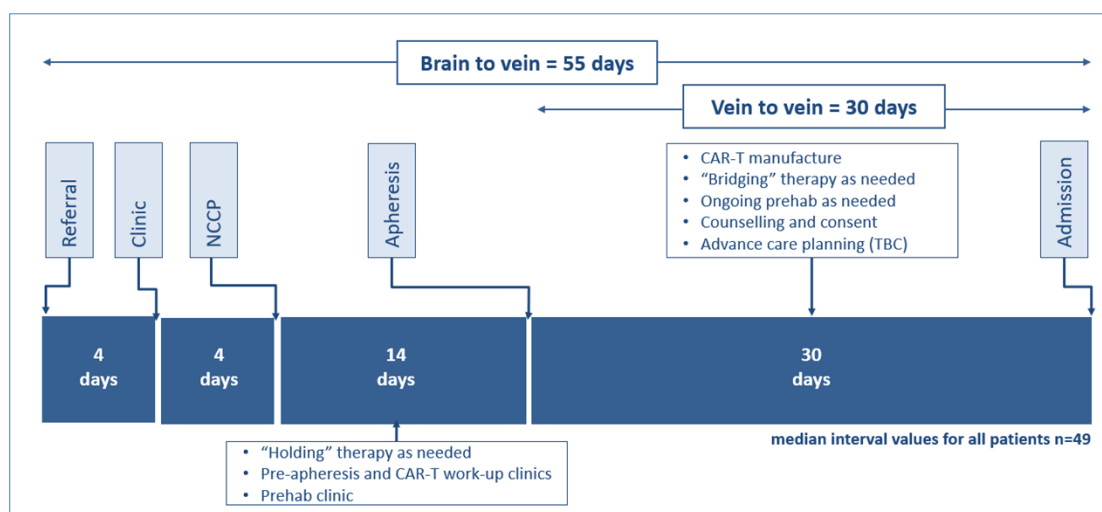 Brain to vein = 55 days
Vein to vein = 30 days
Referral
Clinic
NCCP
Apheresis
• CAR-T manufacture
• “Bridging” therapy as needed
• Ongoing prehab as needed
• Counselling and consent
• Advance care planning (TBC)
Admission
4
days
4
days
14
days
30
days
median interval values for all patients n=49
• “Holding” therapy as needed
• Pre-apheresis and CAR-T work-up clinics
• Prehab clinic